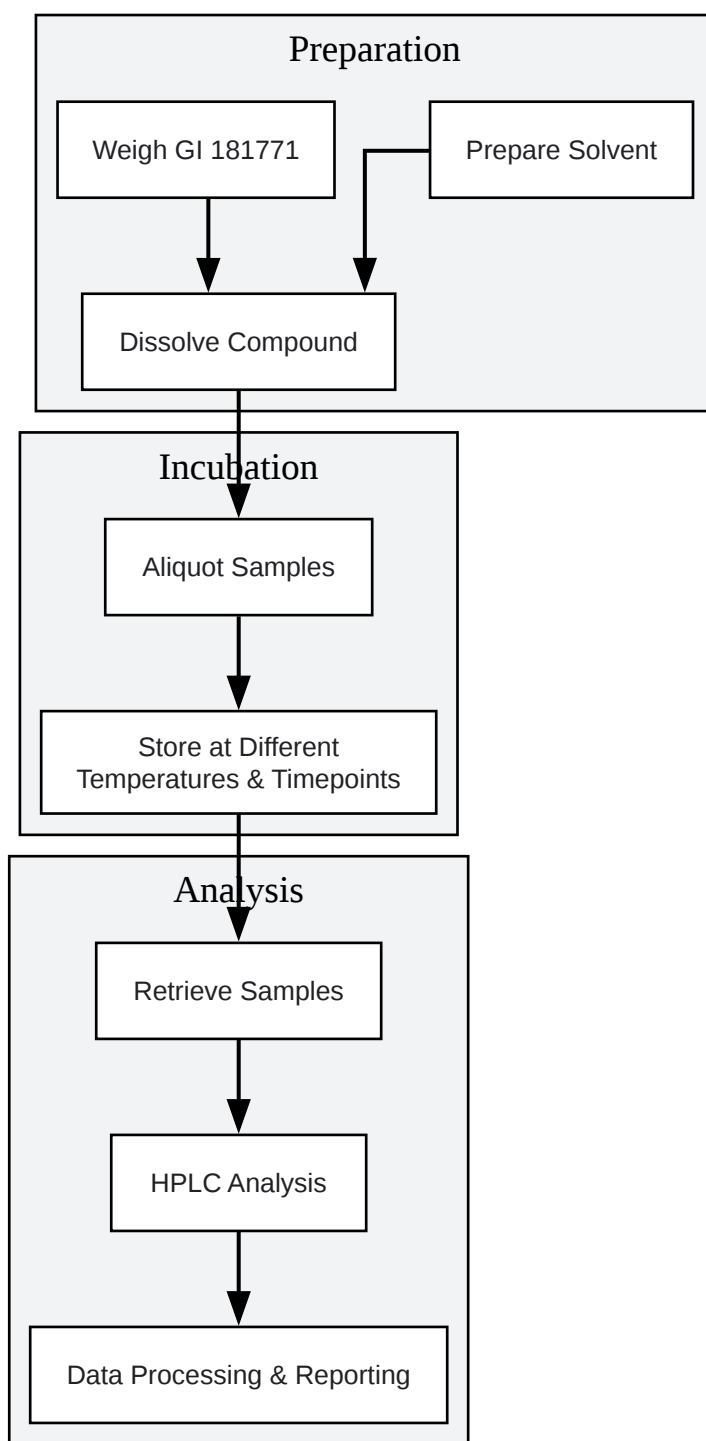 Preparation
Weigh GI 181771
Prepare Solvent
Dissolve Compound
Incubation
Aliquot Samples
Store at Different
Temperatures & Timepoints
Analysis
Retrieve Samples
HPLC Analysis
Data Processing & Reporting